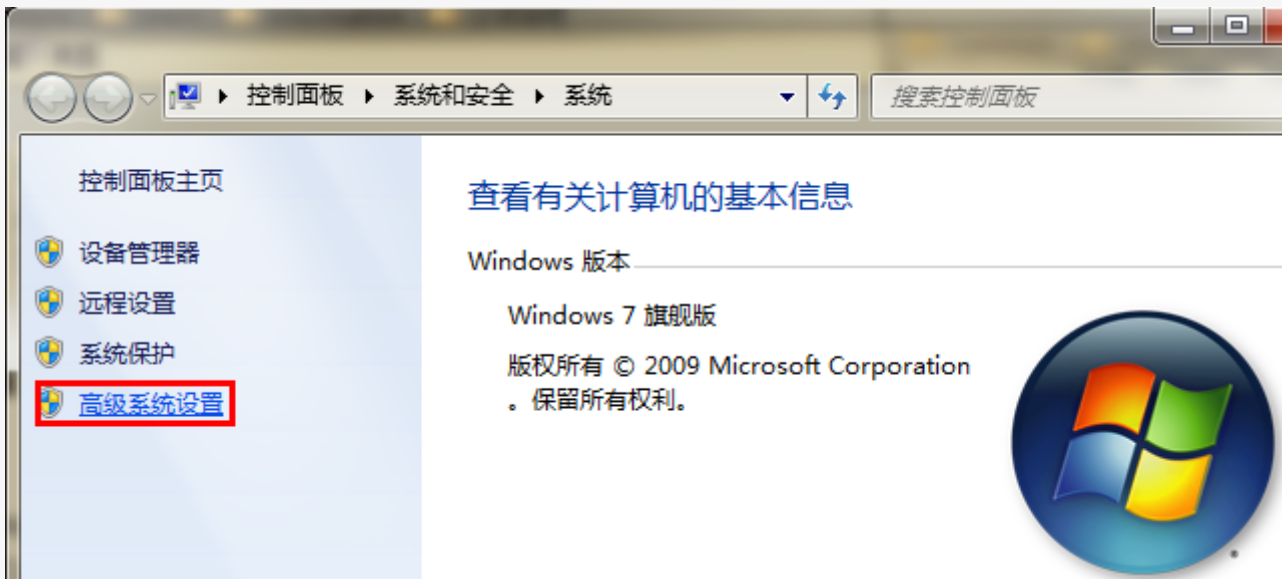 控制面板 系统和安全 系统 搜索控制面板
控制面板主页
设备管理器
远程设置
系统保护
高级系统设置
查看有关计算机的基本信息
Windows 版本
Windows 7 旗舰版
版权所有 © 2009 Microsoft Corporation
。保留所有权利。